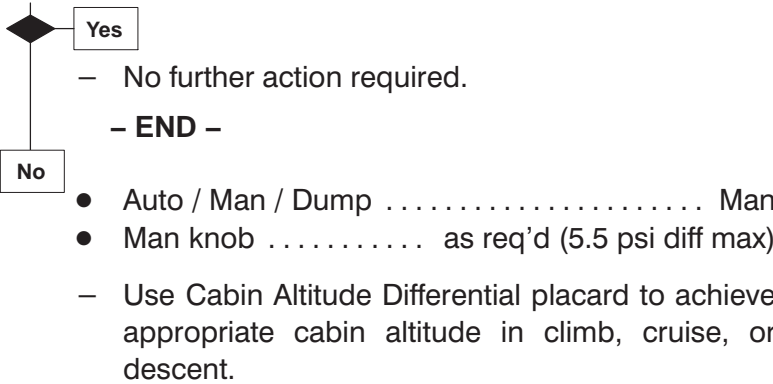 Yes
– No further action required.
– END –
No
● Auto / Man / Dump ...................... Man
● Man knob ........... as req'd (5.5 psi diff max)
– Use Cabin Altitude Differential placard to achieve
appropriate cabin altitude in climb, cruise, or
descent.